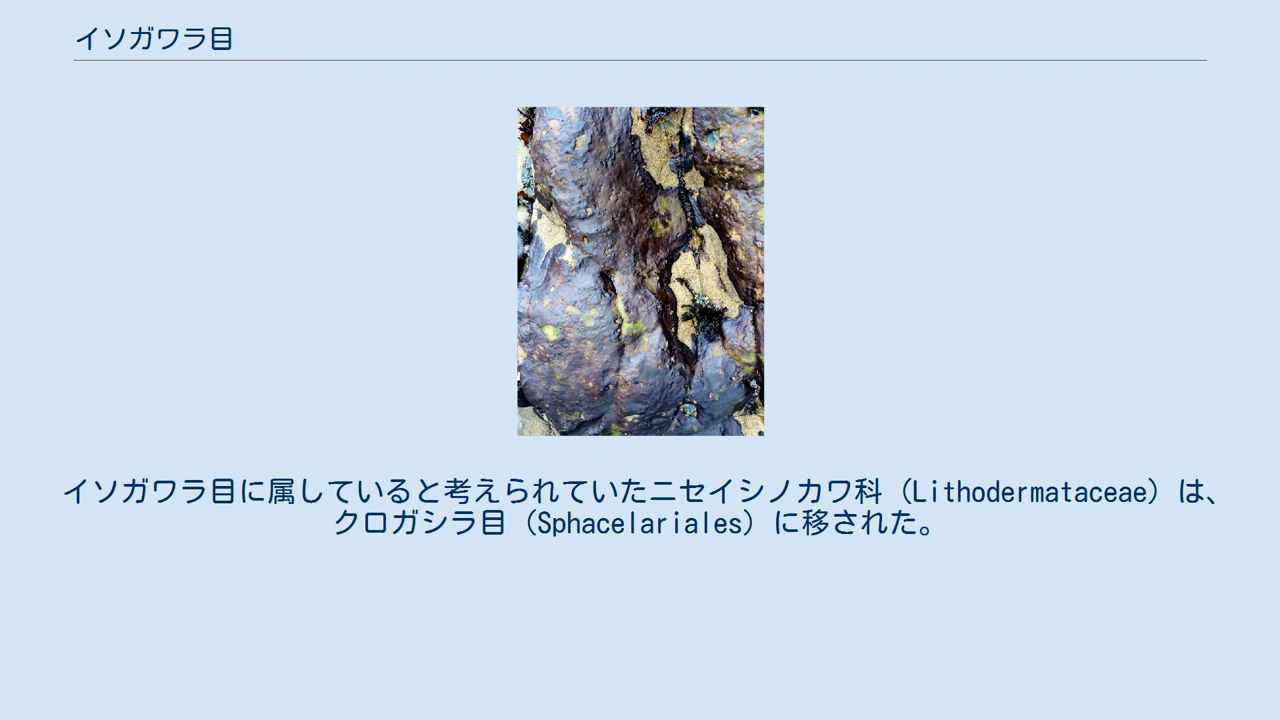 イソガワラ目
イソガワラ目に属していると考えられていたニセイシノカワ科（Lithodermataceae）は、
クロガシラ目（Sphacelariales）に移された。